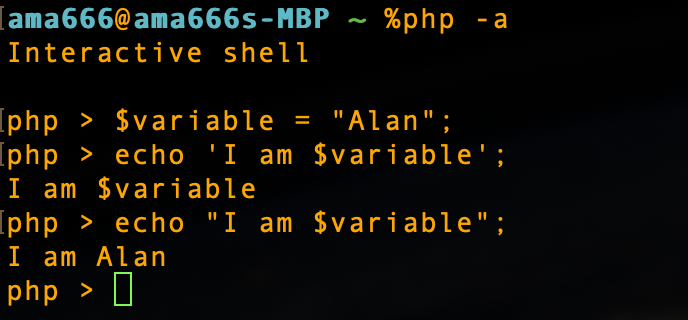 ama666@ama666s-MBP ~ %php -a
Interactive shell
php > $variable = "Alan";
php > echo 'I am $variable';
I am $variable
php > echo "I am $variable";
I am Alan
php >